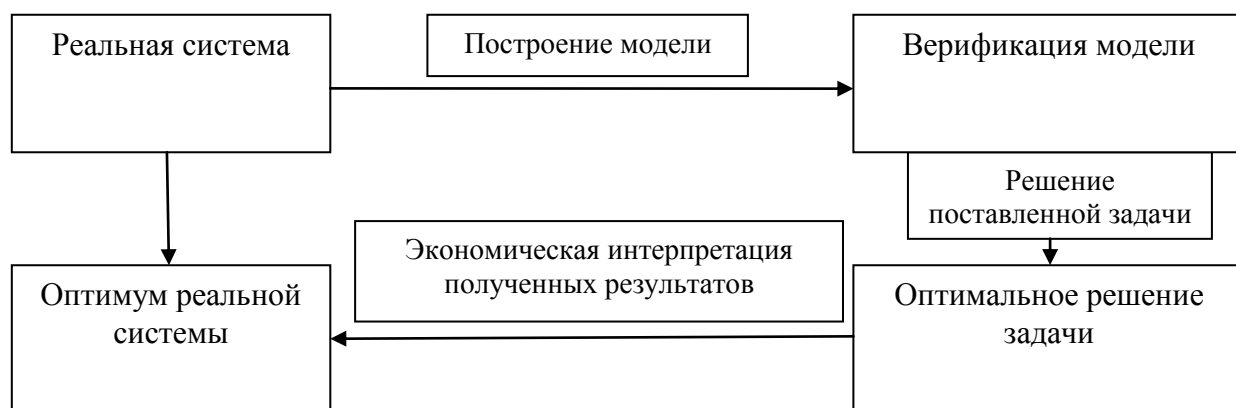 Реальная система
Построение модели
Верификация модели
Решение
поставленной задачи
Экономическая интерпретация
полученных результатов
Оптимум реальной
системы
Оптимальное решение
задачи